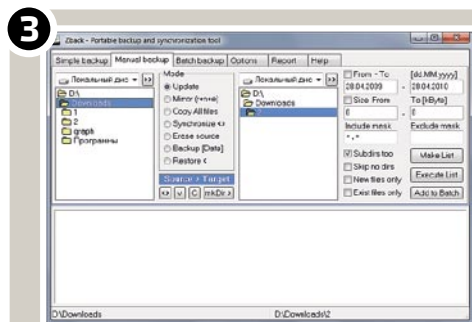 3
Zback - Portable backup and synchronization tool
Simple backup Manual backup Batch backup Options Report Help
Локальный дис >>
D:\
Downloads
1
2
graph
Программы
Mode
Update
Mirror (->+re)
Copy All files
Synchronize <>
Erase source
Backup [Date]
Restore <
Source > Target
<> v C mkDir >
Локальный дис >>
D:\
Downloads
From - To [dd.MM.yyyy]
28.04.2009 - 28.04.2010
Size From To [kByte]
0 - 0
Include mask Exclude mask
*.*
Subdirs too
Skip ro dirs
New files only
Exist files only
Make List
Execute List
Add to Batch
D:\Downloads D:\Downloads\2